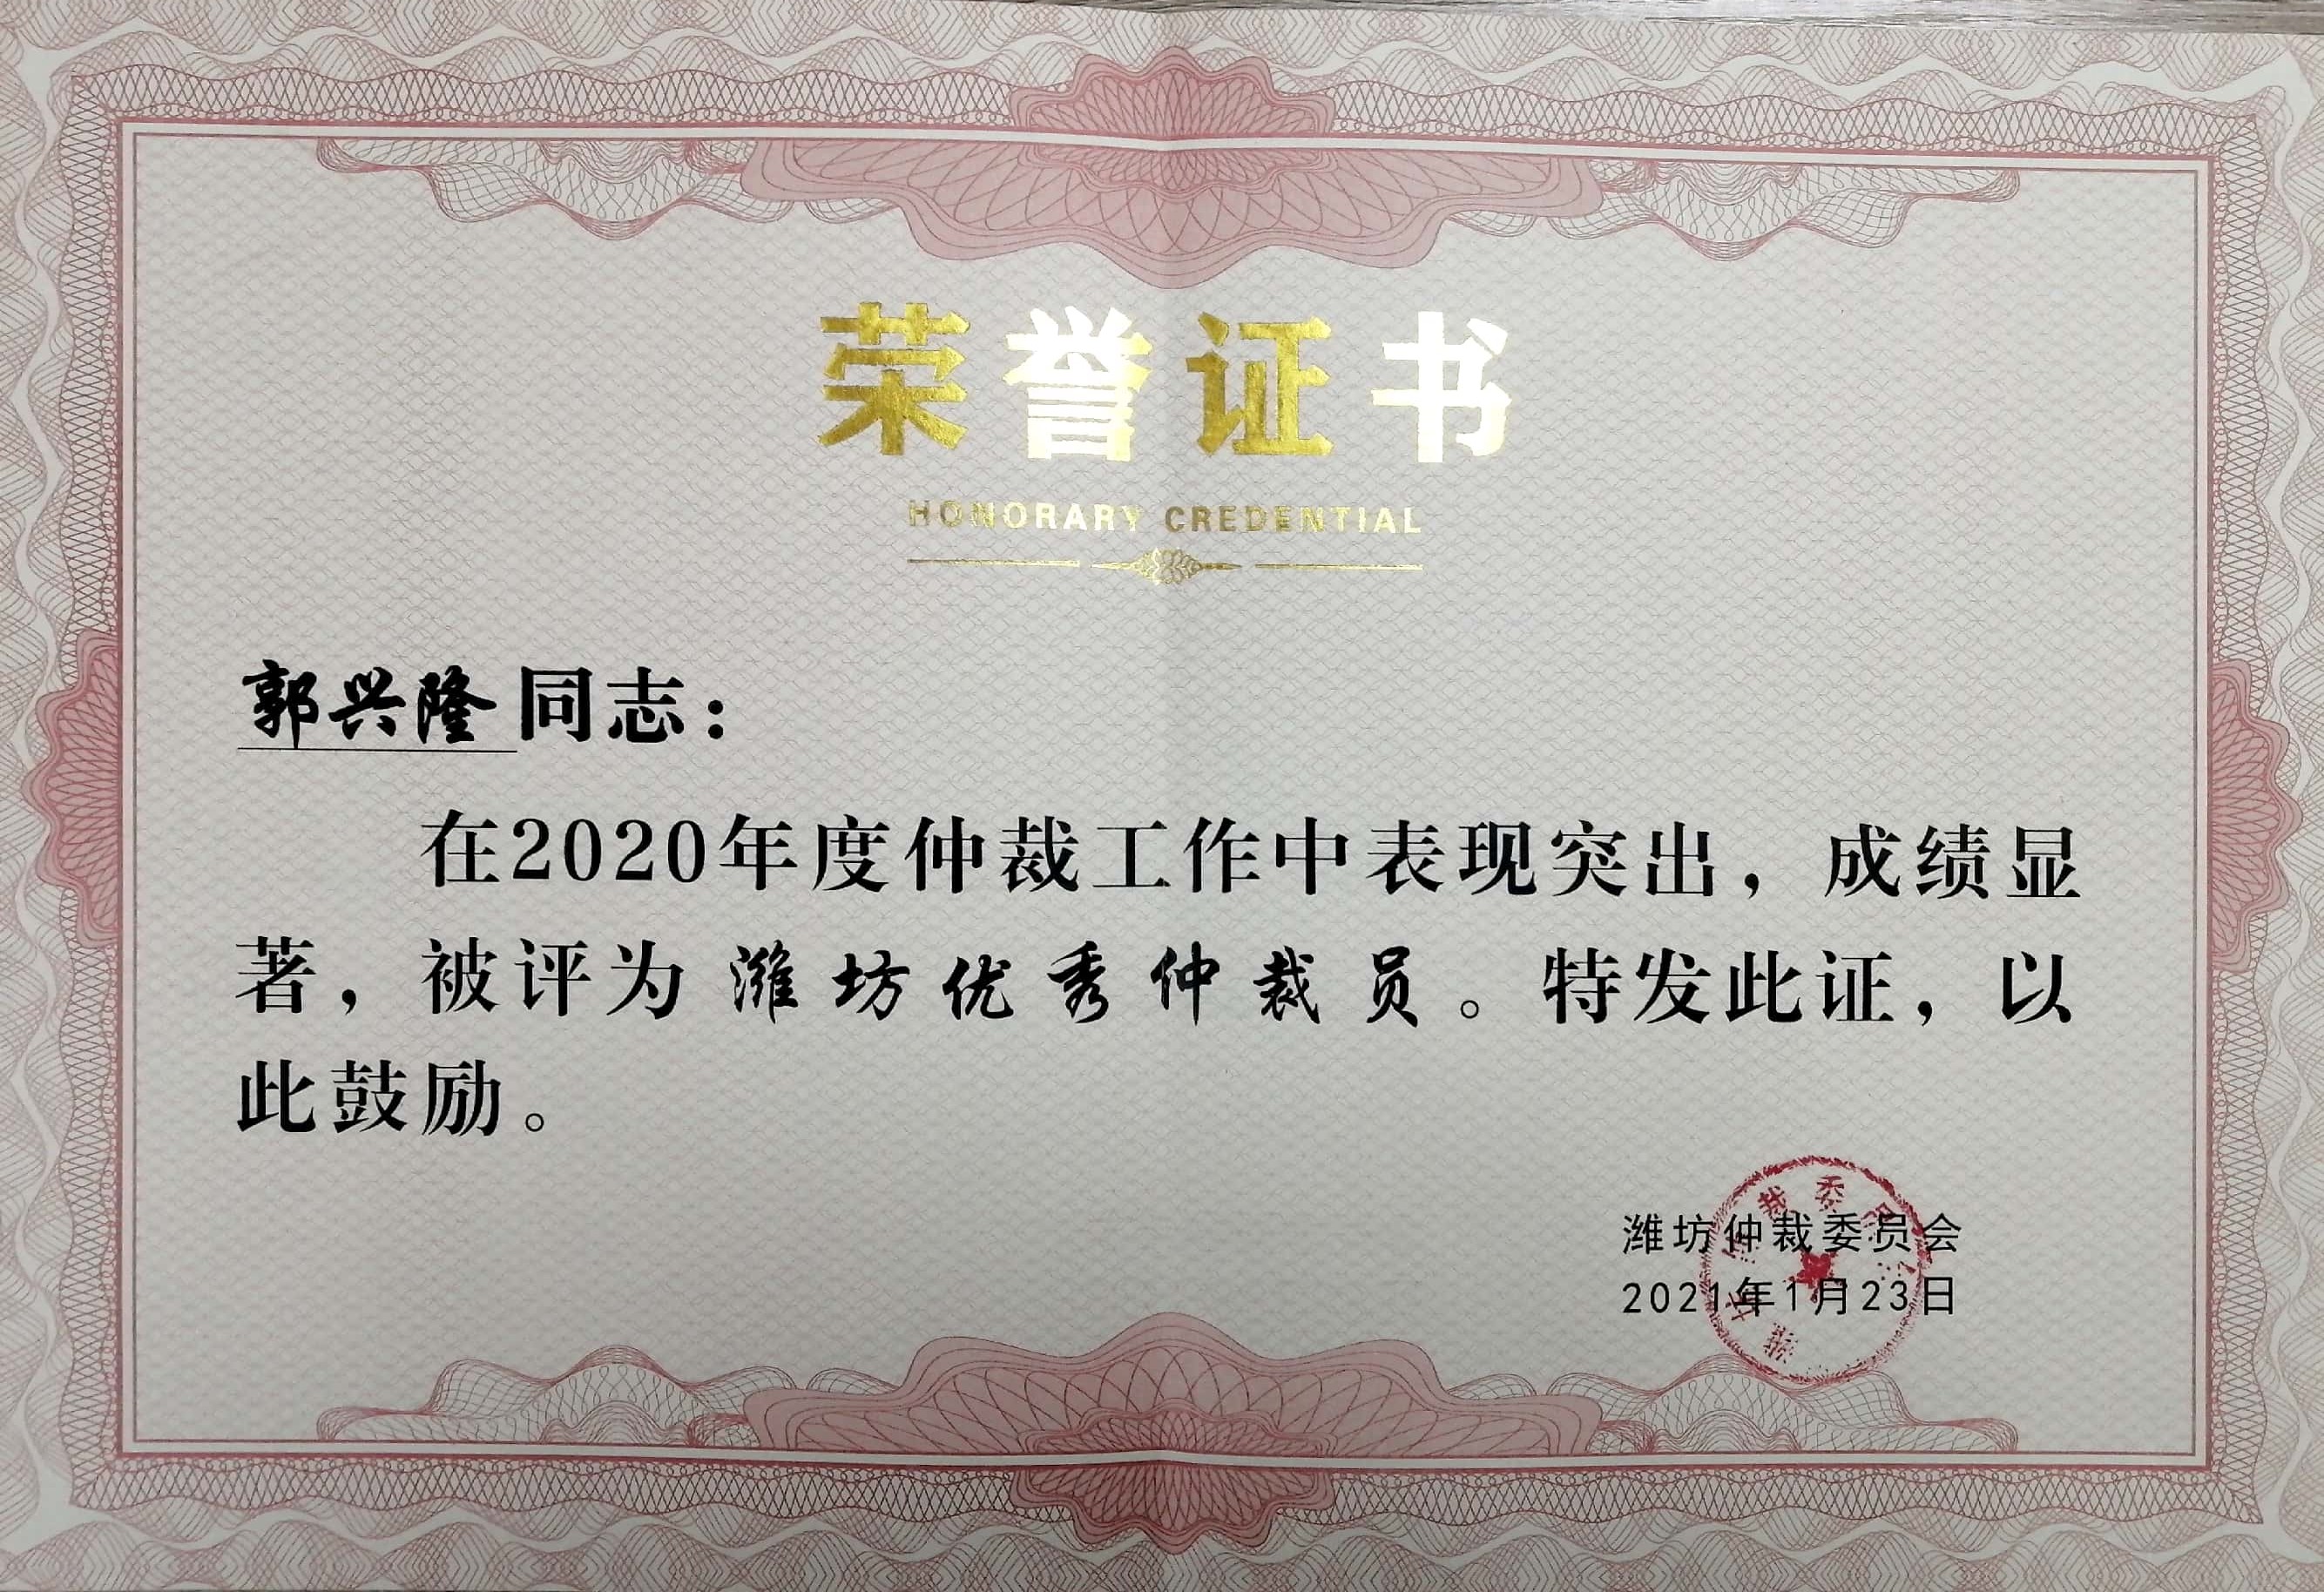 荣誉证书
HONORARY CREDENTIAL
郭兴隆同志：
在2020年度仲裁工作中表现突出，成绩显
著，被评为 潍坊优秀仲裁员。特发此证，以
此鼓励。
潍坊仲裁委员会
2021年1月23日